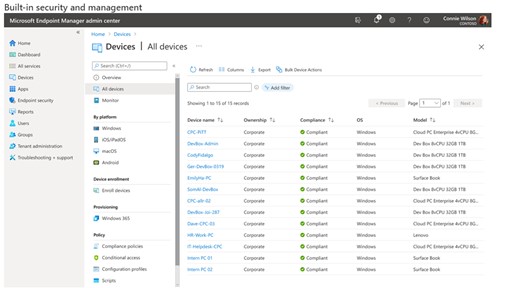 Built-in security and management
Microsoft Endpoint Manager admin center
Connie Wilson
CONTOSO
Home
Dashboard
All services
Devices
Apps
Endpoint security
Reports
Users
Groups
Tenant administration
Troubleshooting + support
Home > Devices >
Devices | All devices
Search (Ctrl+/)
Overview
All devices
Monitor
By platform
Windows
iOS/iPadOS
macOS
Android
Device enrollment
Enroll devices
Provisioning
Windows 365
Policy
Compliance policies
Conditional access
Configuration profiles
Scripts
Refresh Columns Export Bulk Device Actions
Search Add filter
Showing 1 to 15 of 15 records
< Previous Page 1 of 1 Next >
Device name Ownership Compliance OS Model
CPC-PiFT Corporate Compliant Windows Cloud PC Enterprise 4vCPU 8G...
DevBox-Admin Corporate Compliant Windows Dev Box 8vCPU 32GB 1TB
CodyFidalgo Corporate Compliant Windows Dev Box 8vCPU 32GB 1TB
Ger-DevBox-0319 Corporate Compliant Windows Dev Box 8vCPU 32GB 1TB
EmilyHe-PC Corporate Compliant Windows Surface Book
SomAl-DevBox Corporate Compliant Windows Dev Box 8vCPU 32GB 1TB
CPC-allr-02 Corporate Compliant Windows Cloud PC Enterprise 4vCPU 8G...
Corporate Compliant Windows Dev Box 8vCPU 32GB 1TB
Dave-CPC-03 Corporate Compliant Windows Cloud PC Enterprise 4vCPU 8G...
HR-Work-PC Corporate Compliant Windows Lenovo
IT-Helpdesk-CPC Corporate Compliant Windows Cloud PC Enterprise 4vCPU 8G...
Intern PC 01 Corporate Compliant Windows Surface Book
Intern PC 02 Corporate Compliant Windows Surface Book